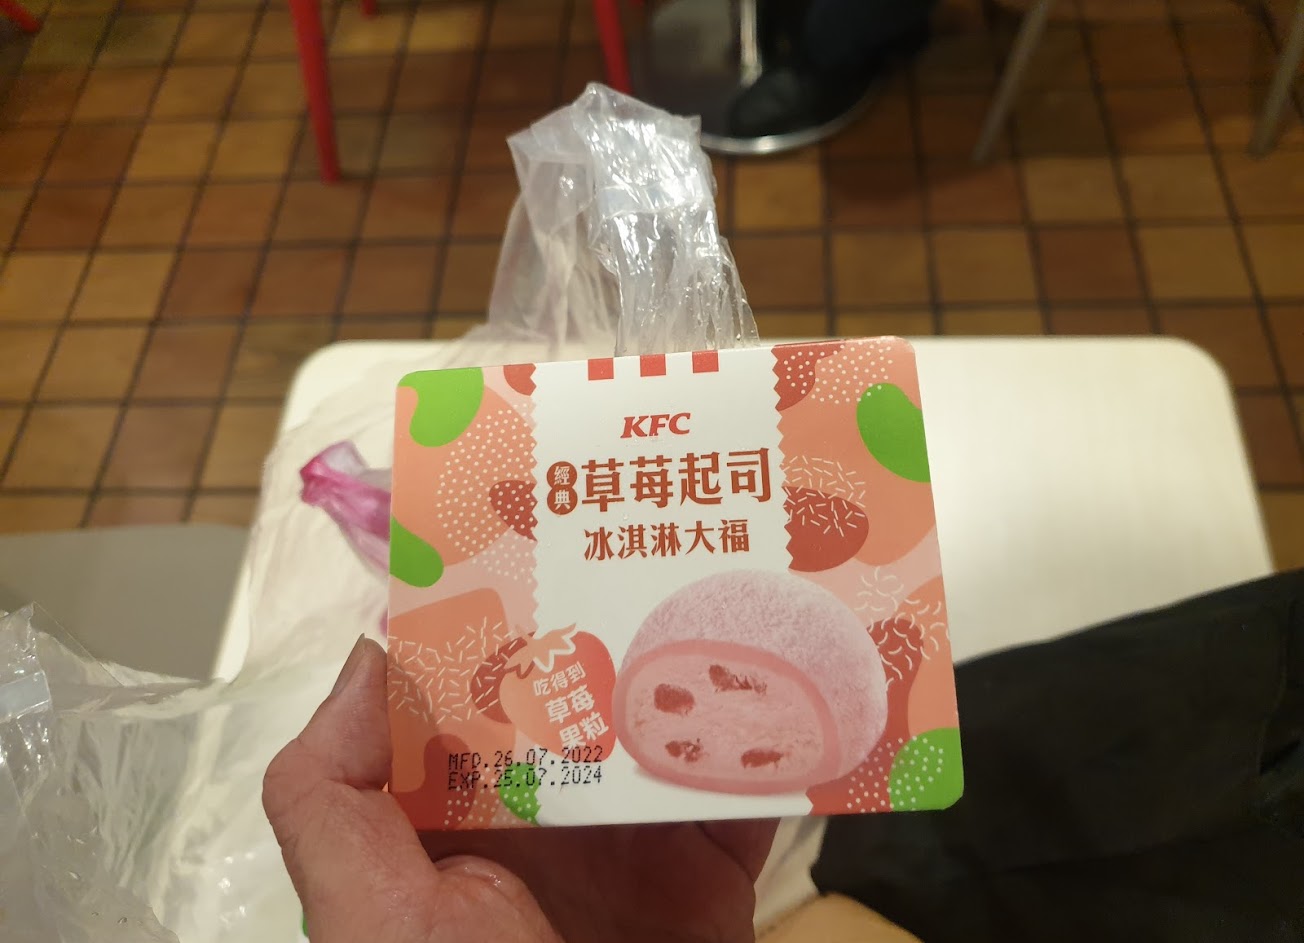 KFC
經典
草莓起司
冰淇淋大福
吃得到
草莓
果粒
MFD.26.07.2022
EXP.25.07.2024